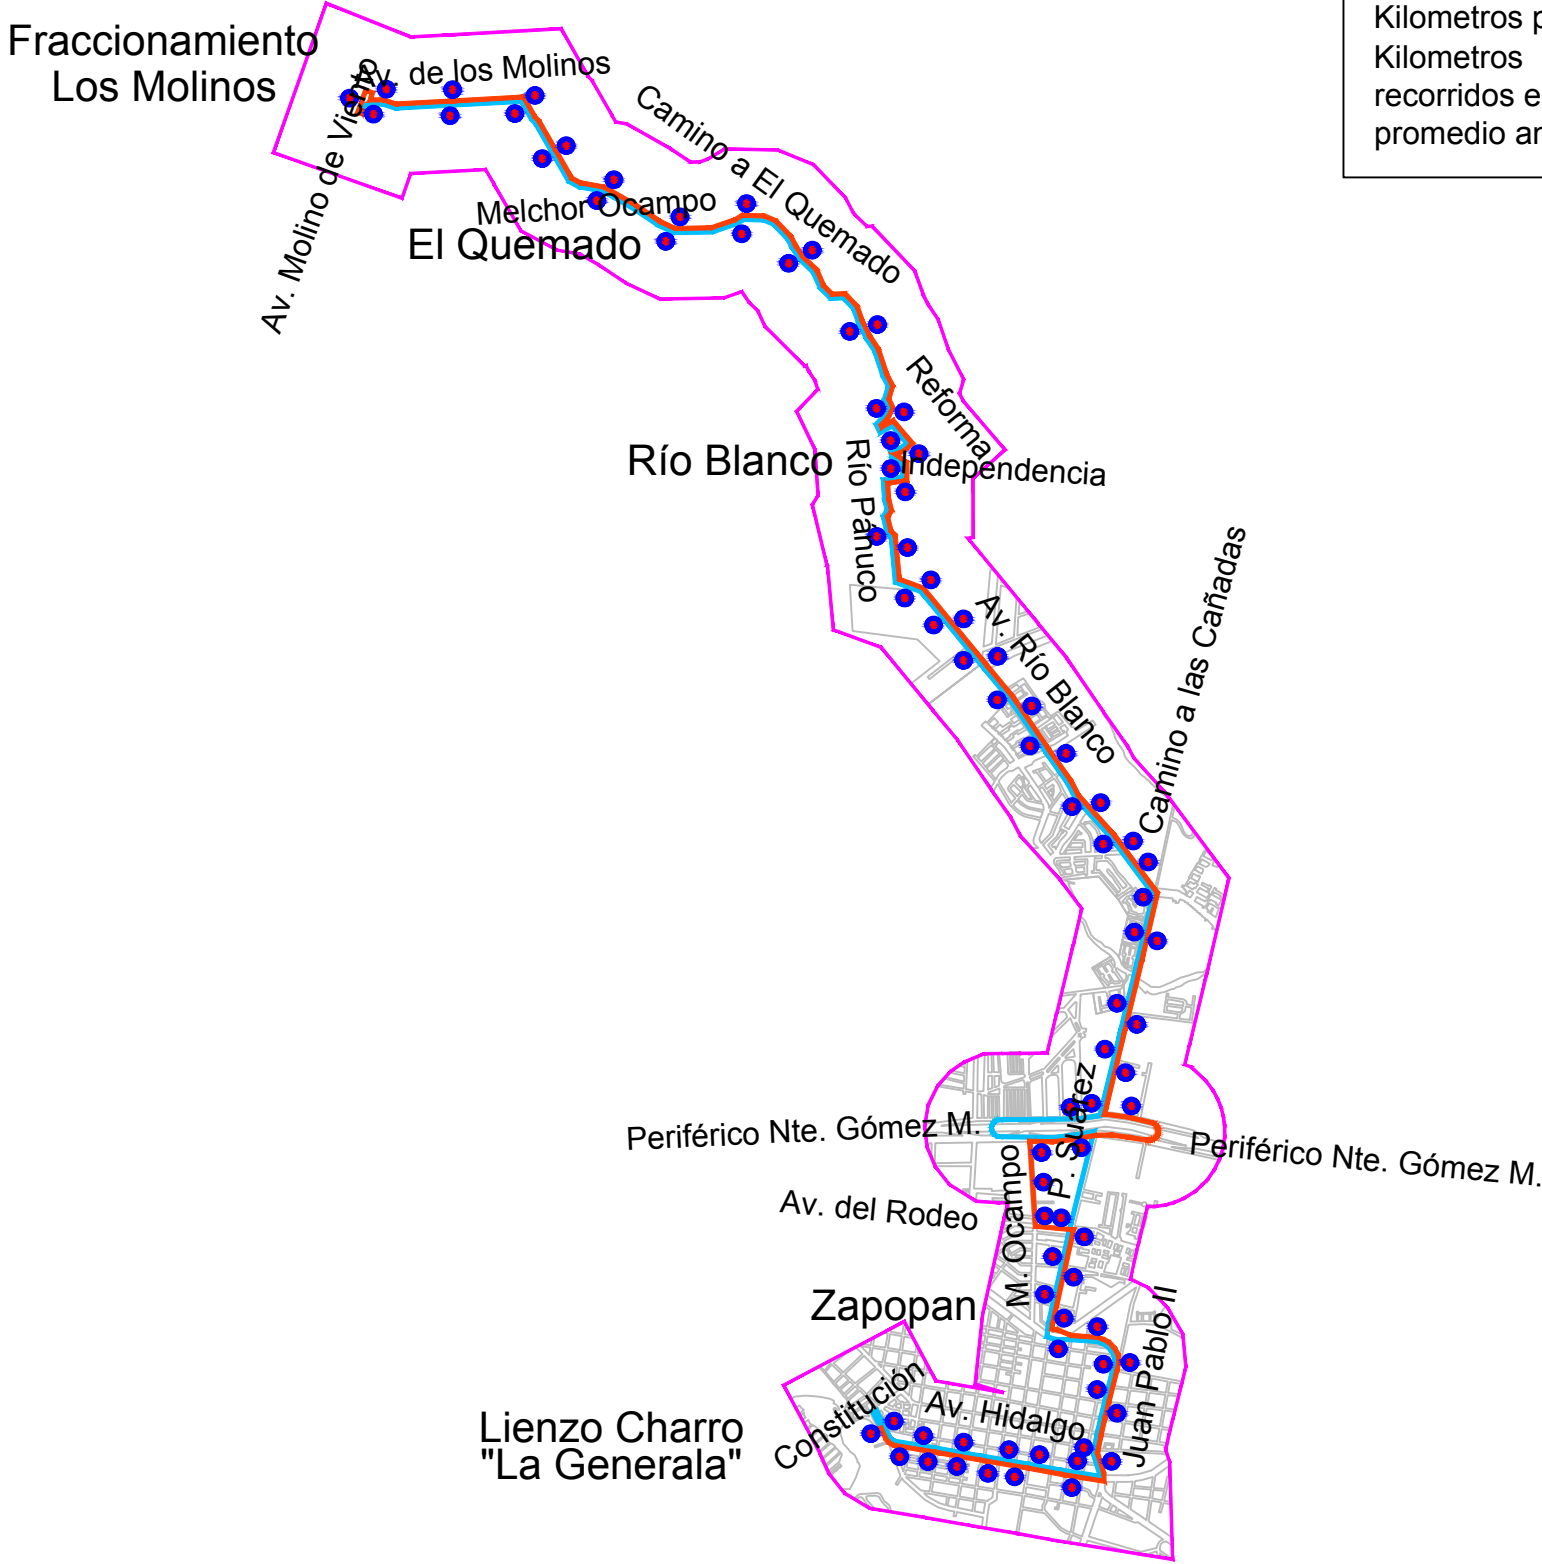 Kilometros
Kilometros
recorridos
promedio
Fraccionamiento
Los Molinos
Av. de los Molinos
Av. Molino de Viento
Camino a El Quemado
Melchor Ocampo
El Quemado
Reforma
Río Blanco
Independencia
Río Pánuco
Av. Río Blanco
Camino a las Cañadas
Periférico Nte. Gómez M.
P. Suárez
Periférico Nte. Gómez M.
M. Ocampo
Av. del Rodeo
Zapopan
Juan Pablo II
Constitución
Av. Hidalgo
Lienzo Charro
"La Generala"